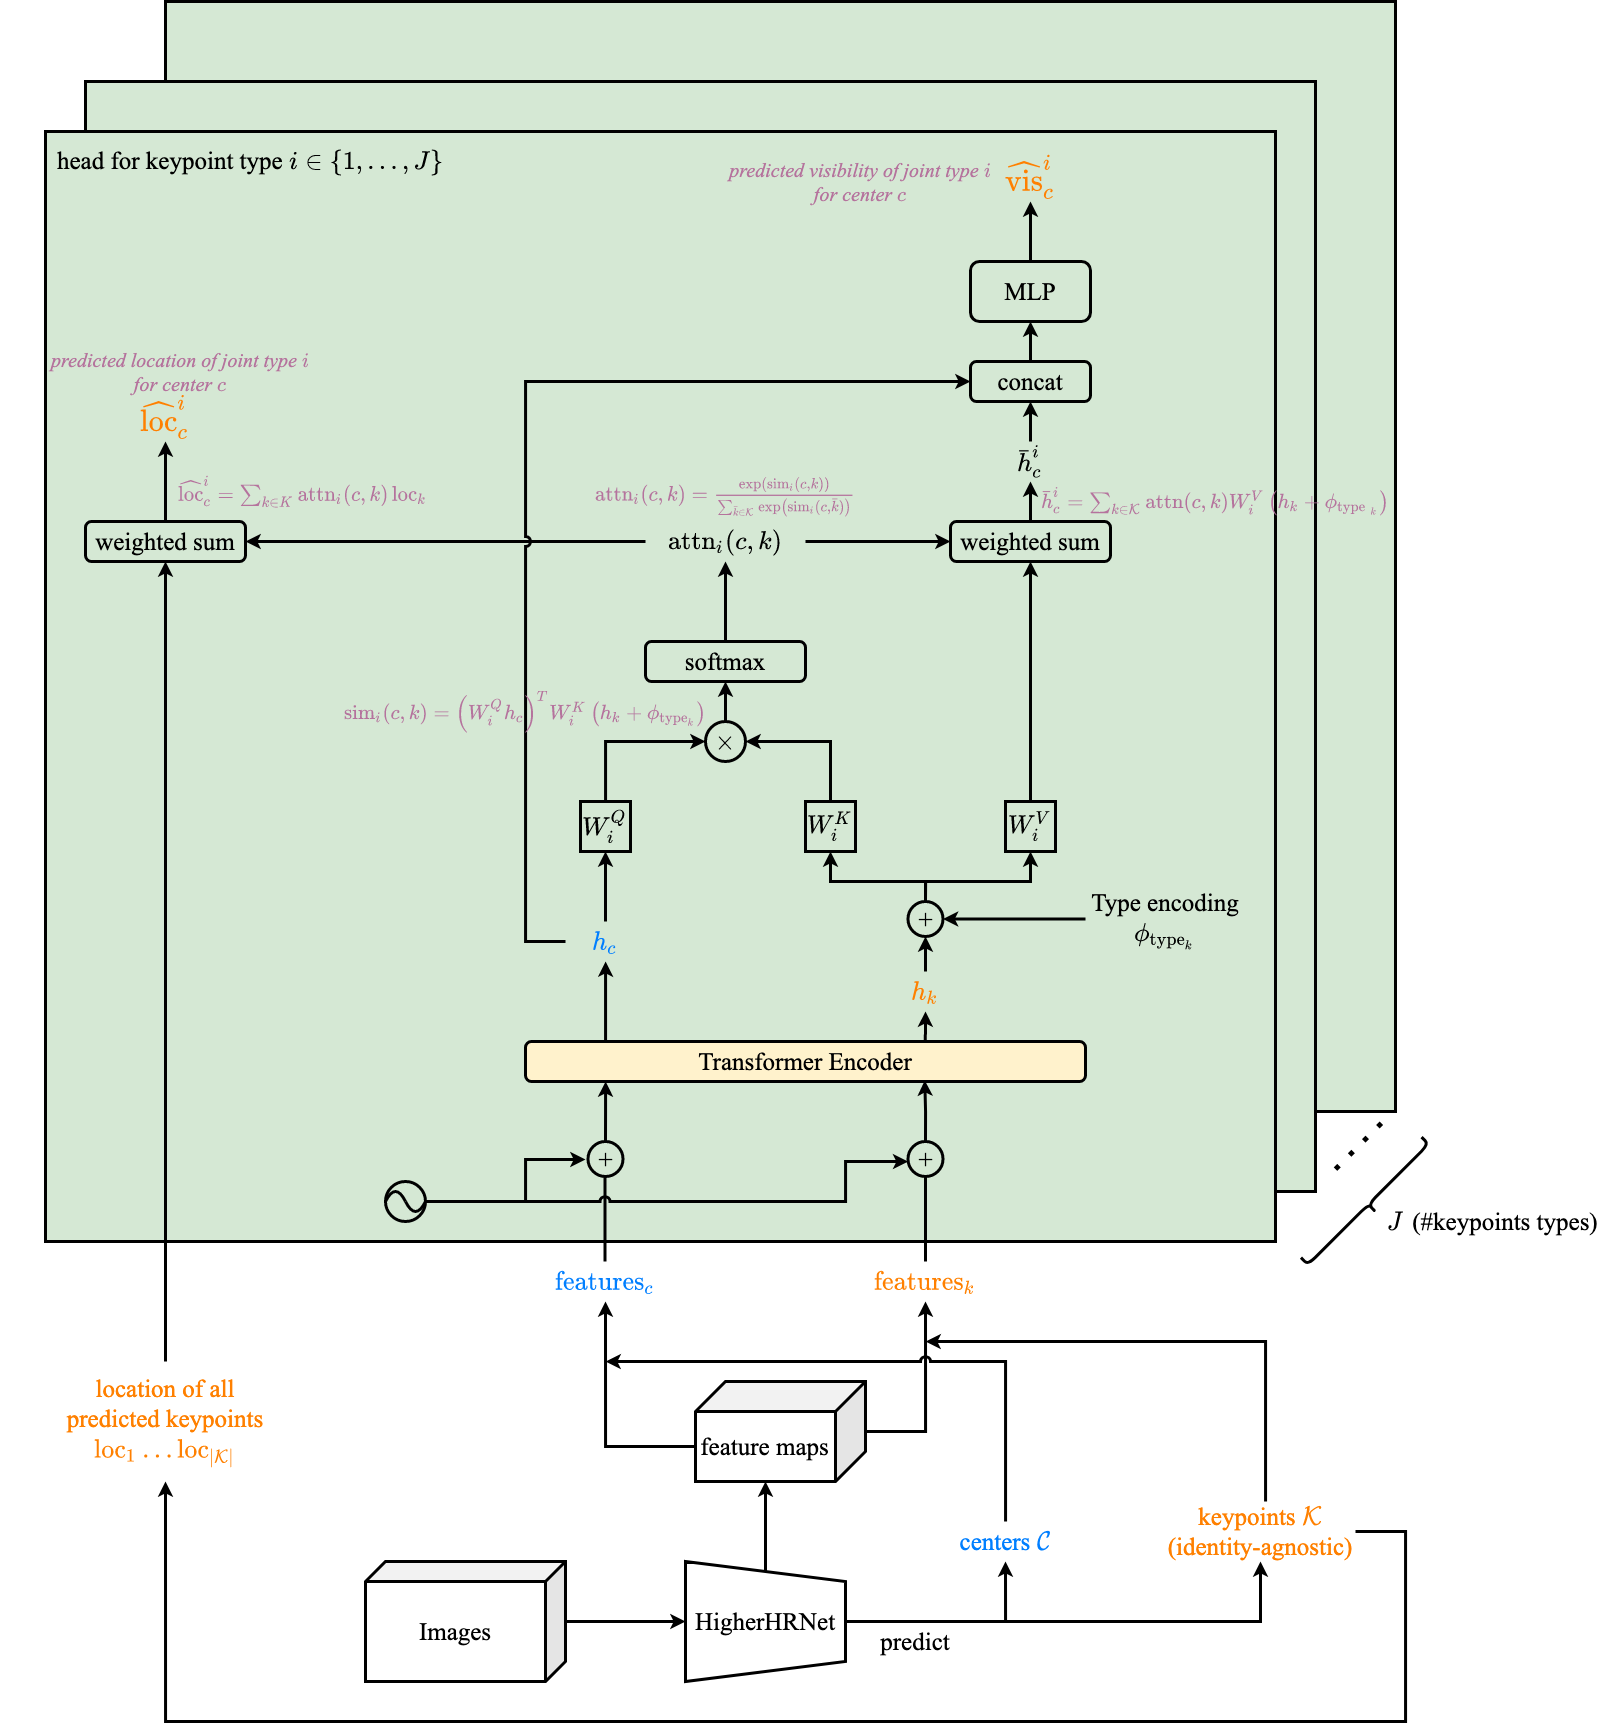 head for keypoint type $i \in \{1, \ldots, J\}$
predicted visibility of joint type $i$
for center $c$
$\widehat{\text{vis}}_c^i$
MLP
concat
predicted location of joint type $i$
for center $c$
$\widehat{\text{loc}}_c^i$
$\bar{h}_c^i$
$\widehat{\text{loc}}_c^i = \sum_{k \in K} \text{attn}_i(c, k) \, \text{loc}_k$
$\text{attn}_i(c, k) = \frac{\exp(\text{sim}_i(c,k))}{\sum_{\bar{k} \in \mathcal{K}} \exp(\text{sim}_i(c,\bar{k}))}$
$\bar{h}_c^i = \sum_{k \in \mathcal{K}} \text{attn}(c, k) W_i^V (h_k + \phi_{\text{type }_k})$
weighted sum
$\text{attn}_i(c, k)$
weighted sum
softmax
$\text{sim}_i(c, k) = (W_i^Q h_c)^T W_i^K (h_k + \phi_{\text{type}_k})$
×
$W_i^Q$
$W_i^K$
$W_i^V$
Type encoding
$\phi_{\text{type}_k}$
+
$h_c$
$h_k$
Transformer Encoder
+
+
$J$ (#keypoints types)
$\text{features}_c$
$\text{features}_k$
location of all
predicted keypoints
$\text{loc}_1 \ldots \text{loc}_{|\mathcal{K}|}$
feature maps
centers $\mathcal{C}$
keypoints $\mathcal{K}$
(identity-agnostic)
Images
HigherHRNet
predict